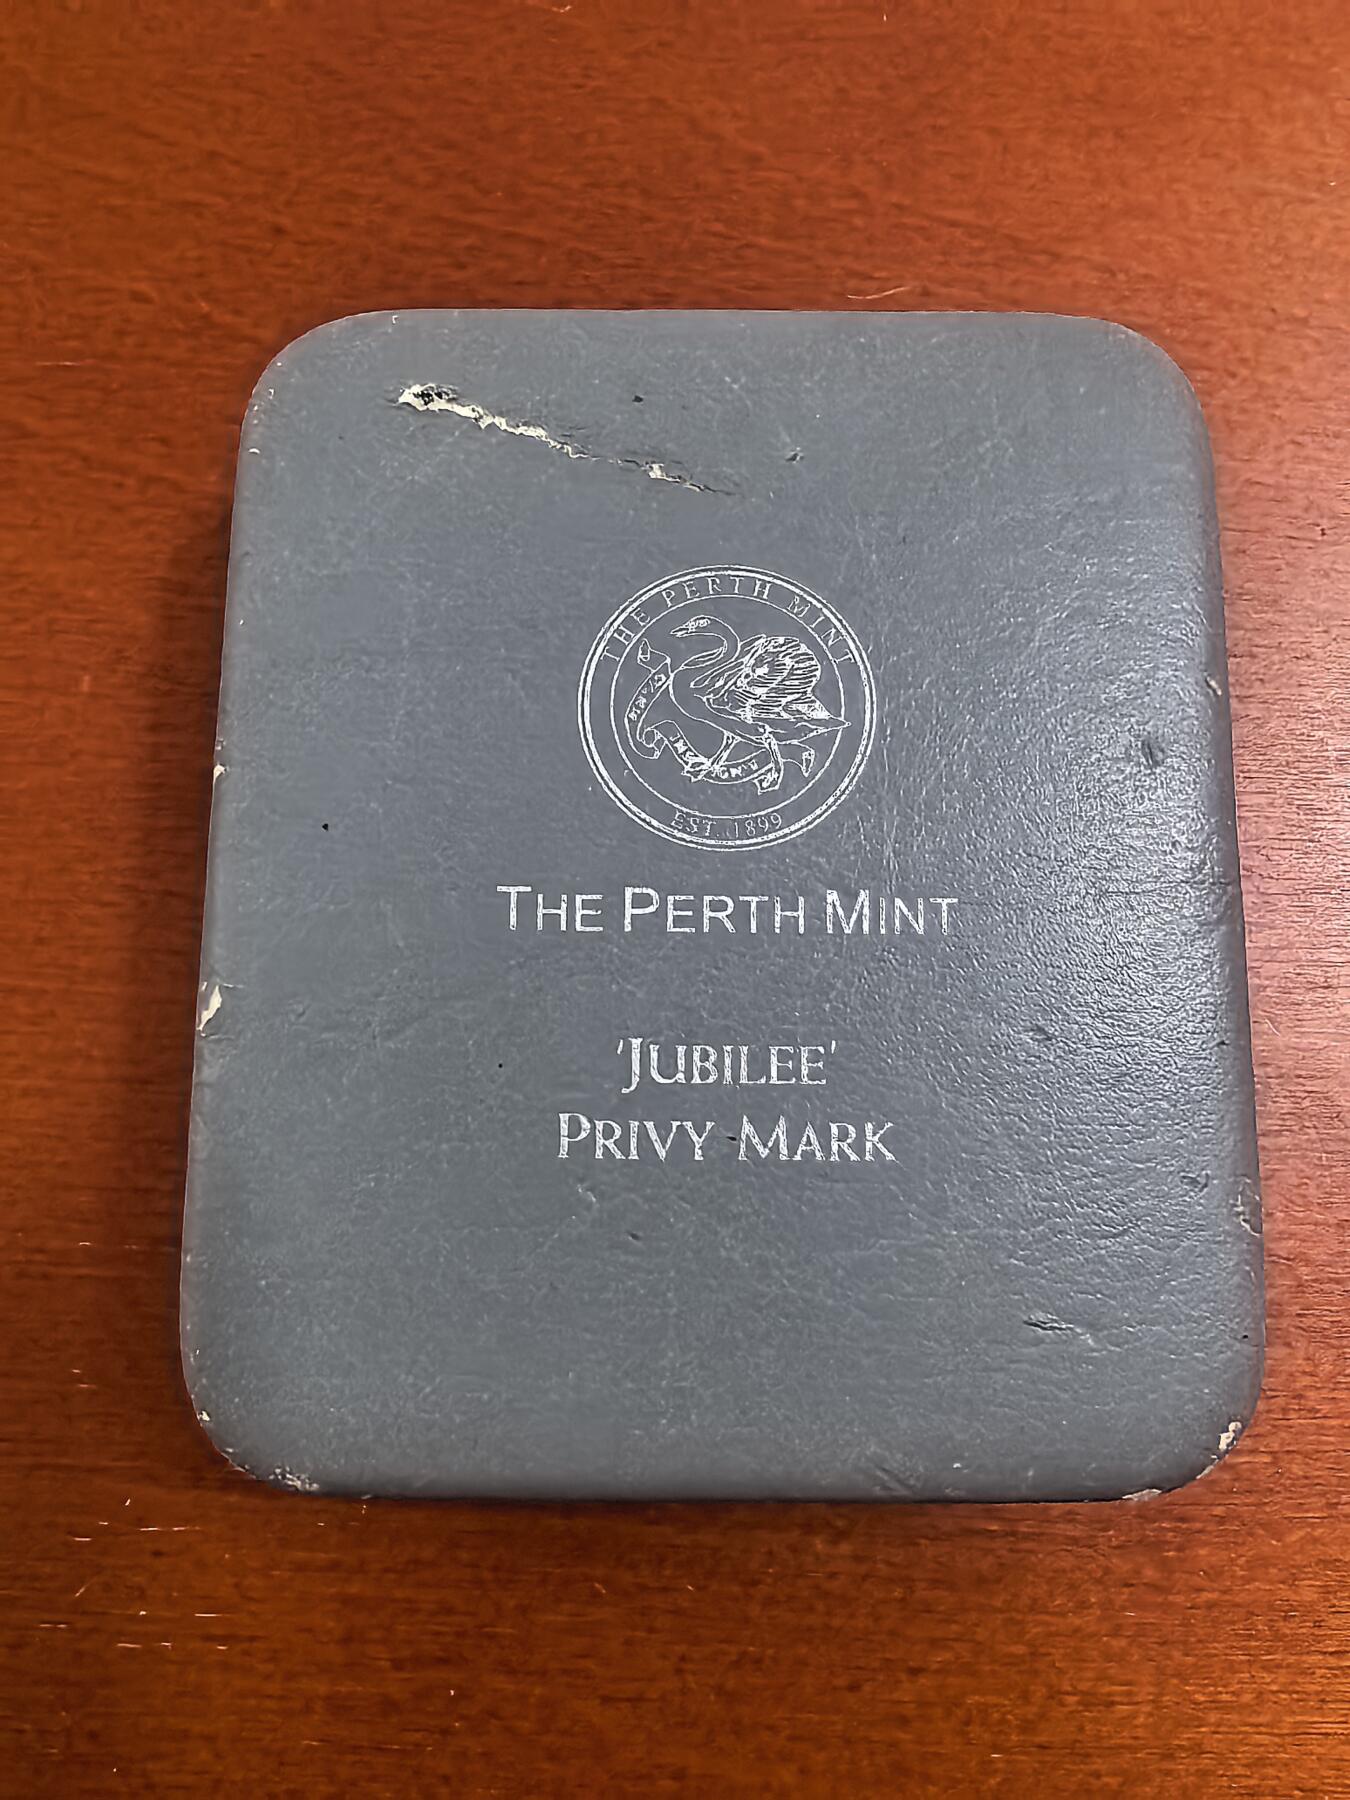 THE PERTH MINT
EST. 1899
THE PERTH MINT
'JUBILEE'
PRIVY MARK